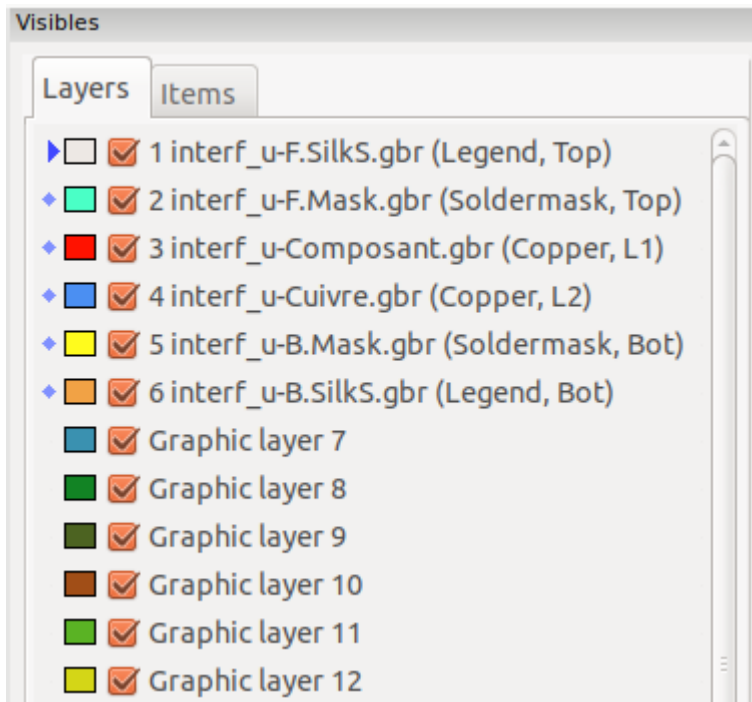 Visibles
Layers
Items
1 interf_u-F.SilkS.gbr (Legend, Top)
2 interf_u-F.Mask.gbr (Soldermask, Top)
3 interf_u-Composant.gbr (Copper, L1)
4 interf_u-Cuivre.gbr (Copper, L2)
5 interf_u-B.Mask.gbr (Soldermask, Bot)
6 interf_u-B.SilkS.gbr (Legend, Bot)
Graphic layer 7
Graphic layer 8
Graphic layer 9
Graphic layer 10
Graphic layer 11
Graphic layer 12